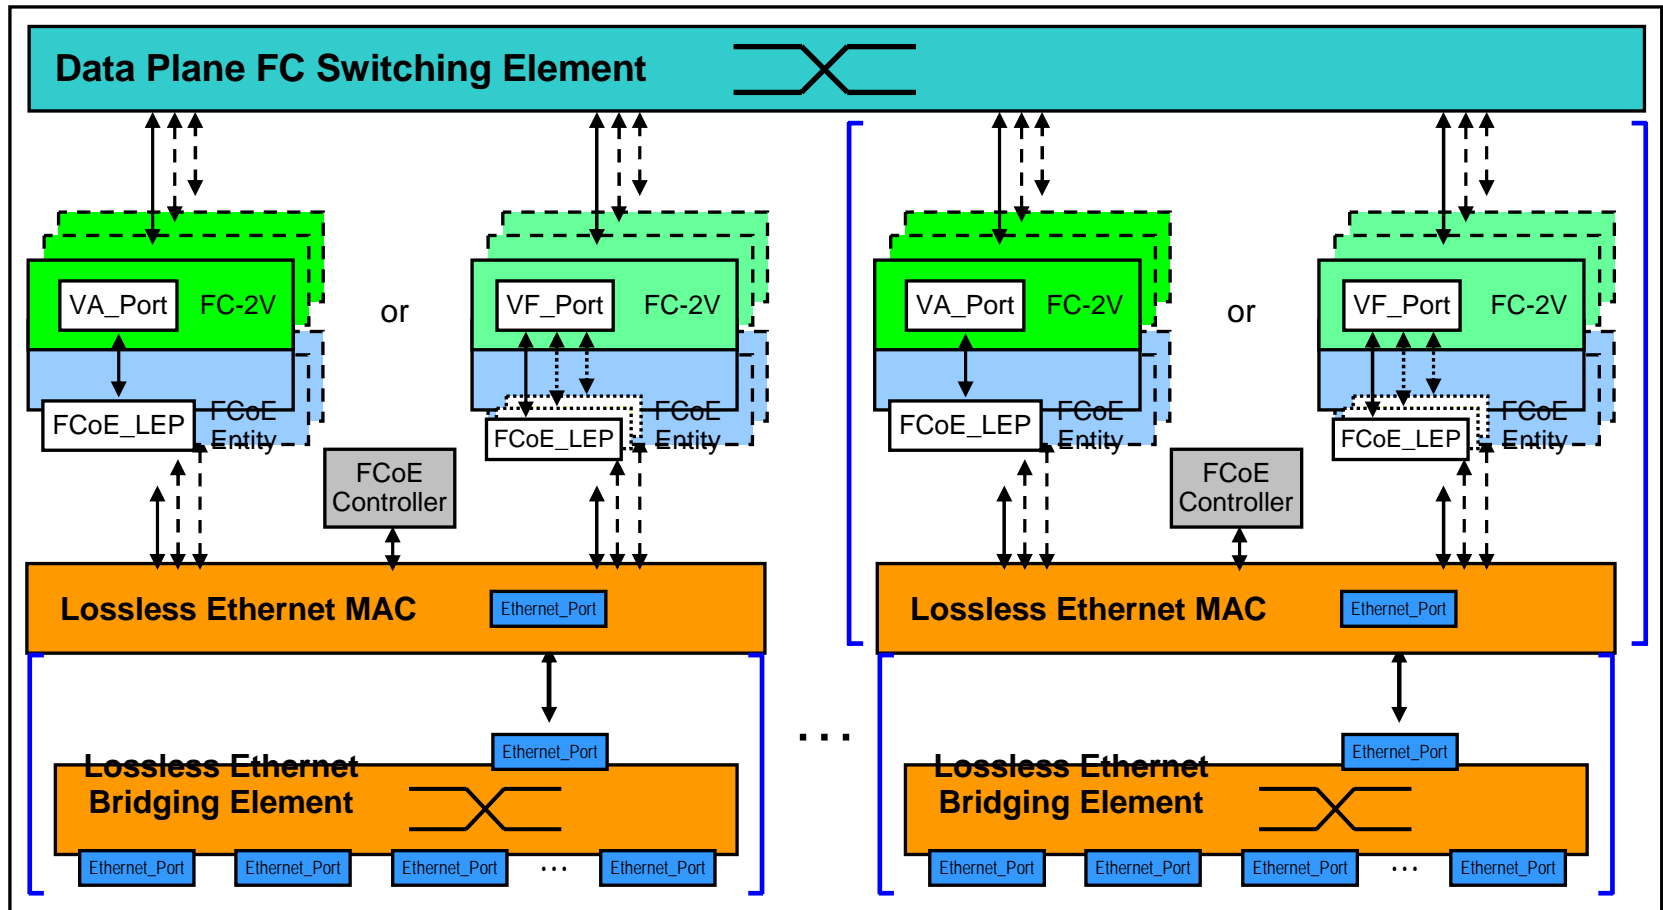 Data Plane FC Switching Element
VA_Port FC-2V
or
VF_Port FC-2V
VA_Port FC-2V
or
VF_Port FC-2V
FCoE_LEP
FCoE
Entity
FCoE_LEP
FCoE
Entity
FCoE_LEP
FCoE
Entity
FCoE_LEP
FCoE
Entity
FCoE
Controller
FCoE
Controller
Lossless Ethernet MAC
Ethernet_Port
Lossless Ethernet MAC
Ethernet_Port
...
Ethernet_Port
Lossless Ethernet
Bridging Element
Ethernet_Port Ethernet_Port Ethernet_Port ... Ethernet_Port
Ethernet_Port
Lossless Ethernet
Bridging Element
Ethernet_Port Ethernet_Port Ethernet_Port ... Ethernet_Port